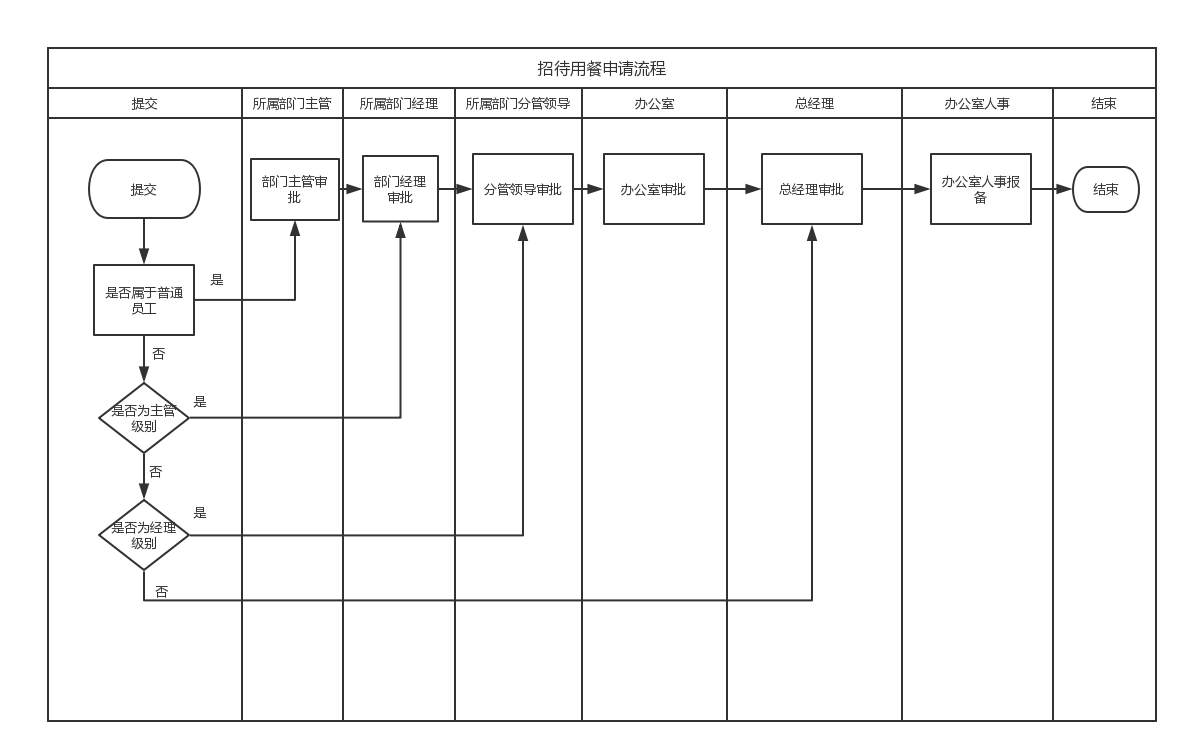 招待用餐申请流程
提交
所属部门主管
所属部门经理
所属部门分管领导
办公室
总经理
办公室人事
结束
提交
部门主管审
批
部门经理
审批
分管领导审批
办公室审批
总经理审批
办公室人事报
备
结束
是否属于普通
员工
是
否
是否为主管
级别
是
否
是否为经理
级别
是
否